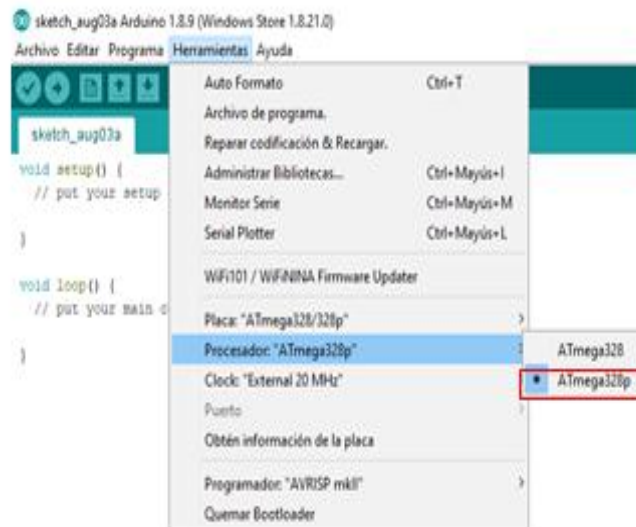 sketch_aug03a Arduino 1.8.9 (Windows Store 1.8.21.0)
Archivo Editar Programa Herramientas Ayuda
sketch_aug03a
void setup() {
// put your setup
}
void loop() {
// put your main c
}
Auto Formato Ctrl+T
Archivo de programa.
Reparar codificación & Recargar.
Administrar Bibliotecas... Ctrl+Mayús+I
Monitor Serie Ctrl+Mayús+M
Serial Plotter Ctrl+Mayús+L
WiFi101 / WiFiNINA Firmware Updater
Placa: "ATmega328/328p"
Procesador: "ATmega328p"
Clock: "External 20 MHz"
Puerto
Obtén información de la placa
Programador: "AVRISP mkII"
Quemar Bootloader
ATmega328
ATmega328p